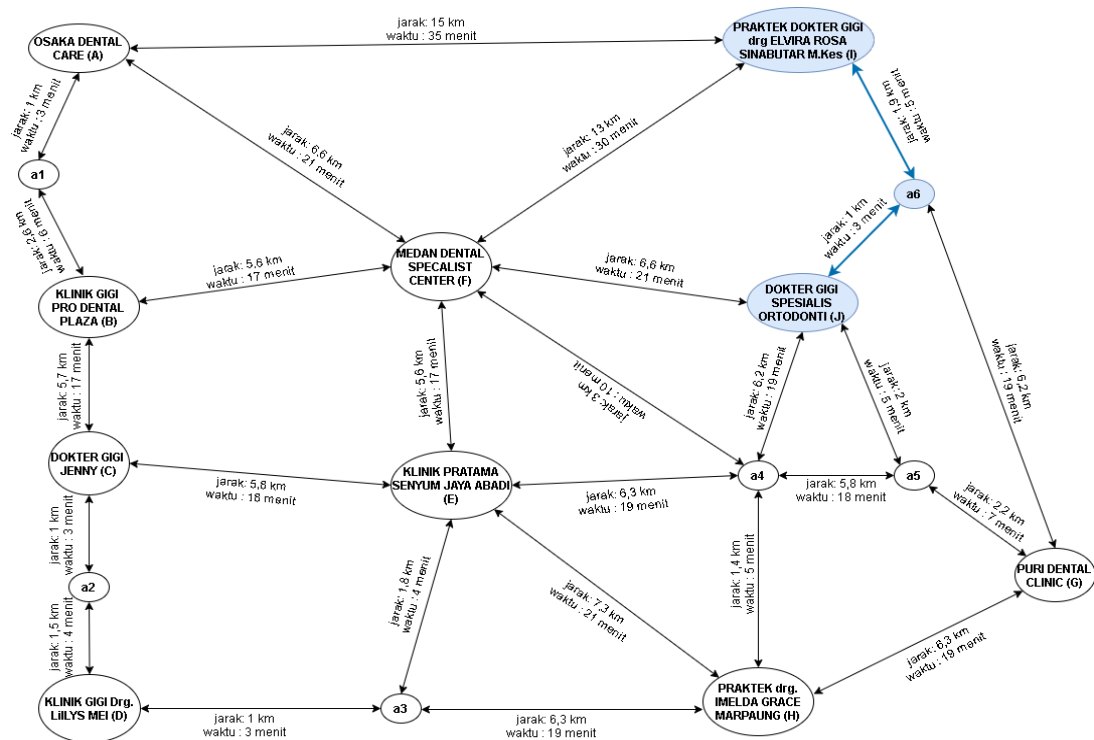 jarak: 15 km
waktu : 35 menit
OSAKA DENTAL
CARE (A)
PRAKTEK DOKTER GIGI
drg ELVIRA ROSA
SINABUTAR M.Kes (I)
jarak: 1 km
waktu : 3 menit
jarak: 6,6 km
waktu : 21 menit
jarak: 13 km
waktu : 30 menit
waktu : 5 menit
jarak: 1,9 km
a1
a6
waktu : 6 menit
jarak: 2,6 km
jarak: 1 km
waktu : 3 menit
KLINIK GIGI
PRO DENTAL
PLAZA (B)
jarak: 5,6 km
waktu : 17 menit
MEDAN DENTAL
SPECALIST
CENTER (F)
jarak: 6,6 km
waktu : 21 menit
DOKTER GIGI
SPESIALIS
ORTODONTI (J)
jarak: 5,7 km
waktu : 17 menit
jarak: 5,6 km
waktu : 17 menit
waktu : 10 menit
jarak: 3 km
jarak: 6,2 km
waktu : 19 menit
jarak: 2 km
waktu : 5 menit
jarak: 6,2 km
waktu : 19 menit
DOKTER GIGI
JENNY (C)
jarak: 5,8 km
waktu : 18 menit
KLINIK PRATAMA
SENYUM JAYA ABADI
(E)
jarak: 6,3 km
waktu : 19 menit
a4
jarak: 5,8 km
waktu : 18 menit
a5
jarak: 2,2 km
waktu : 7 menit
jarak: 1 km
waktu : 3 menit
a2
jarak: 1,8 km
waktu : 4 menit
jarak: 7,3 km
waktu : 21 menit
jarak: 1,4 km
waktu : 5 menit
PURI DENTAL
CLINIC (G)
jarak: 1,5 km
waktu : 4 menit
jarak: 6,3 km
waktu : 19 menit
KLINIK GIGI Drg.
LiILLYS MEI (D)
jarak: 1 km
waktu : 3 menit
a3
jarak: 6,3 km
waktu : 19 menit
PRAKTEK drg.
IMELDA GRACE
MARPAUNG (H)